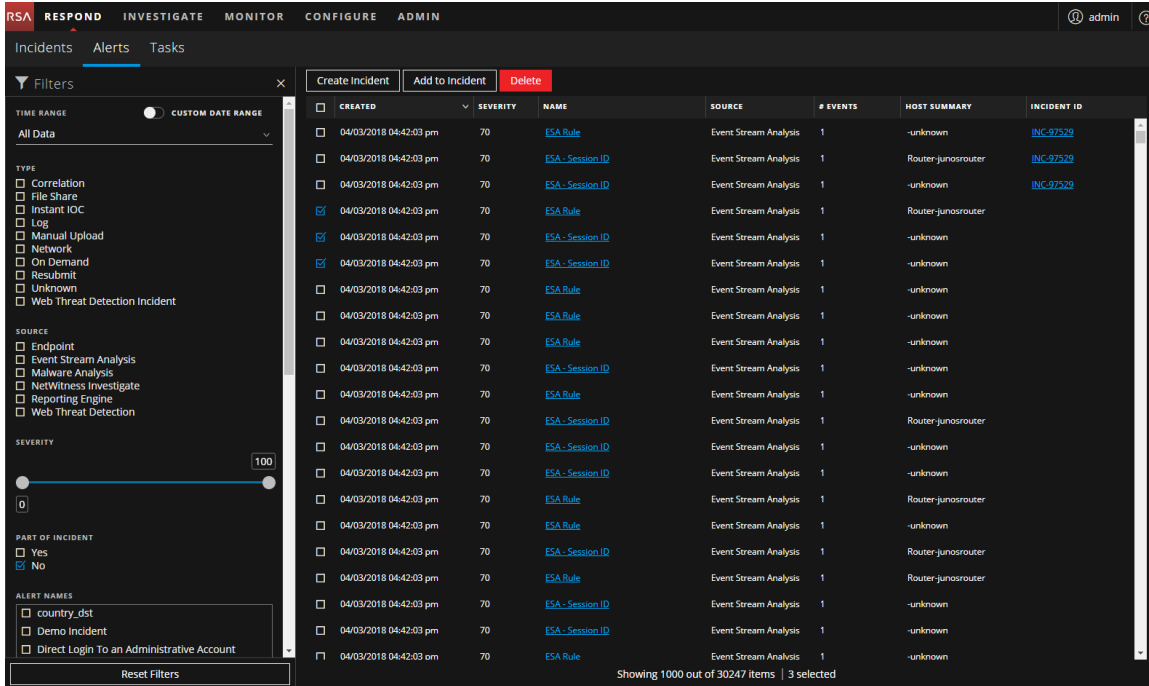 RSA RESPOND INVESTIGATE MONITOR CONFIGURE ADMIN admin ?
Incidents Alerts Tasks
Filters ×
TIME RANGE CUSTOM DATE RANGE
All Data
TYPE
Correlation
File Share
Instant IOC
Log
Manual Upload
Network
On Demand
Resubmit
Unknown
Web Threat Detection Incident
SOURCE
Endpoint
Event Stream Analysis
Malware Analysis
NetWitness Investigate
Reporting Engine
Web Threat Detection
SEVERITY
100
0
PART OF INCIDENT
Yes
No
ALERT NAMES
country_dst
Demo Incident
Direct Login To an Administrative Account
Reset Filters
Create Incident Add to Incident Delete
CREATED SEVERITY NAME SOURCE # EVENTS HOST SUMMARY INCIDENT ID
04/03/2018 04:42:03 pm 70 ESA Rule Event Stream Analysis 1 -unknown INC-97529
04/03/2018 04:42:03 pm 70 ESA - Session ID Event Stream Analysis 1 Router-junosrouter INC-97529
04/03/2018 04:42:03 pm 70 ESA - Session ID Event Stream Analysis 1 -unknown INC-97529
04/03/2018 04:42:03 pm 70 ESA Rule Event Stream Analysis 1 Router-junosrouter
04/03/2018 04:42:03 pm 70 ESA - Session ID Event Stream Analysis 1 -unknown
04/03/2018 04:42:03 pm 70 ESA - Session ID Event Stream Analysis 1 -unknown
04/03/2018 04:42:03 pm 70 ESA Rule Event Stream Analysis 1 -unknown
04/03/2018 04:42:03 pm 70 ESA Rule Event Stream Analysis 1 -unknown
04/03/2018 04:42:03 pm 70 ESA Rule Event Stream Analysis 1 -unknown
04/03/2018 04:42:03 pm 70 ESA - Session ID Event Stream Analysis 1 -unknown
04/03/2018 04:42:03 pm 70 ESA Rule Event Stream Analysis 1 -unknown
04/03/2018 04:42:03 pm 70 ESA - Session ID Event Stream Analysis 1 Router-junosrouter
04/03/2018 04:42:03 pm 70 ESA - Session ID Event Stream Analysis 1 -unknown
04/03/2018 04:42:03 pm 70 ESA - Session ID Event Stream Analysis 1 -unknown
04/03/2018 04:42:03 pm 70 ESA Rule Event Stream Analysis 1 Router-junosrouter
04/03/2018 04:42:03 pm 70 ESA Rule Event Stream Analysis 1 -unknown
04/03/2018 04:42:03 pm 70 ESA - Session ID Event Stream Analysis 1 Router-junosrouter
04/03/2018 04:42:03 pm 70 ESA Rule Event Stream Analysis 1 Router-junosrouter
04/03/2018 04:42:03 pm 70 ESA - Session ID Event Stream Analysis 1 -unknown
04/03/2018 04:42:03 pm 70 ESA - Session ID Event Stream Analysis 1 -unknown
04/03/2018 04:42:03 pm 70 ESA Rule Event Stream Analysis 1 -unknown
Showing 1000 out of 30247 items | 3 selected